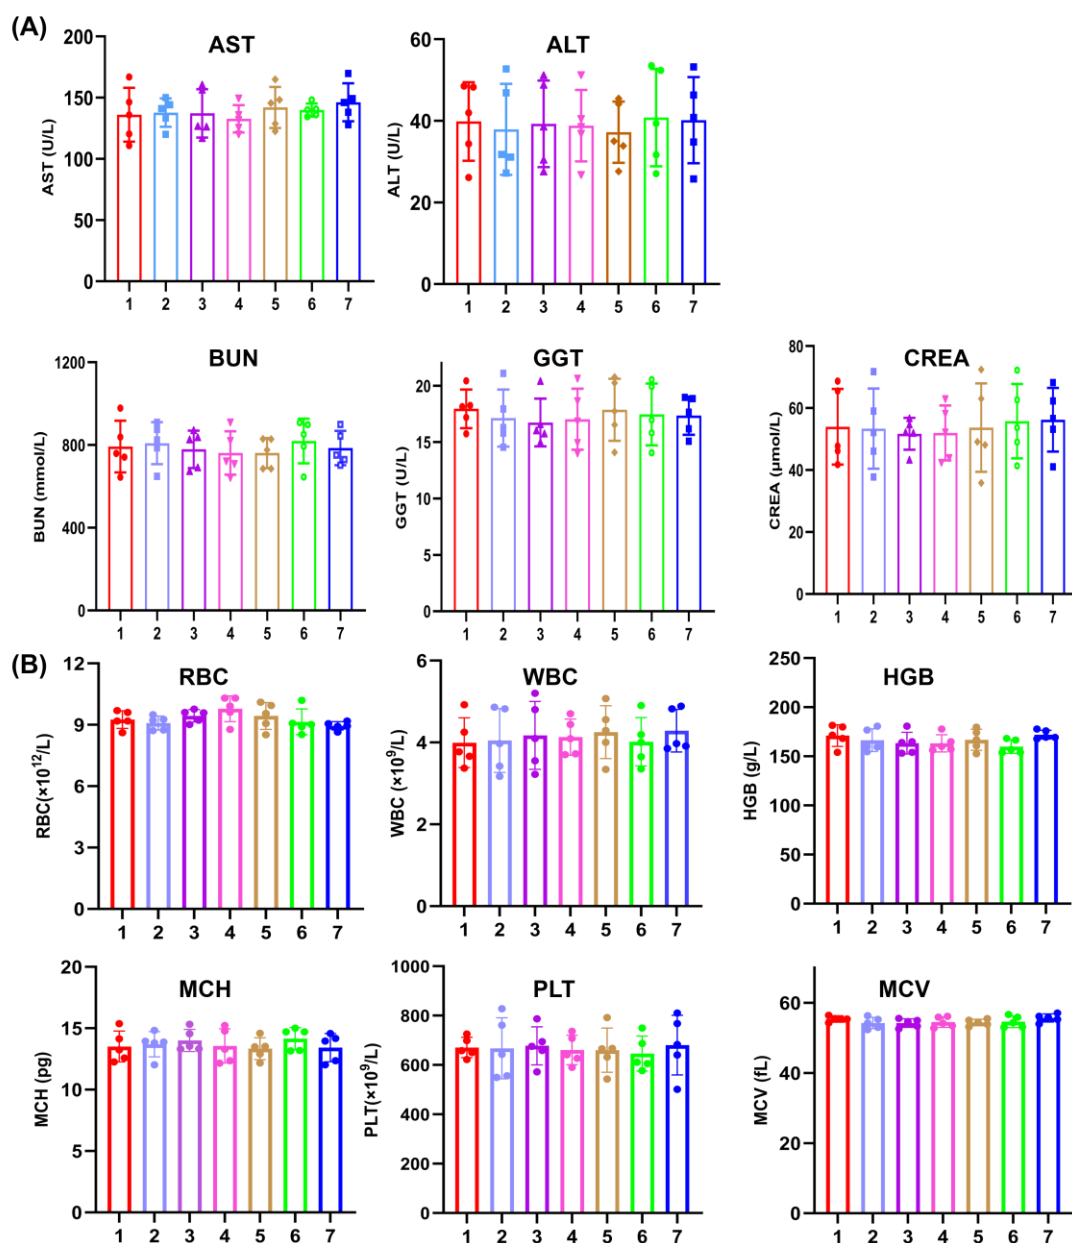 (A)
AST
AST (U/L)
200
150
100
50
0
1 2 3 4 5 6 7
ALT
ALT (U/L)
60
40
20
0
1 2 3 4 5 6 7
BUN
BUN (mmol/L)
1200
800
400
0
1 2 3 4 5 6 7
GGT
GGT (U/L)
20
15
10
5
0
1 2 3 4 5 6 7
CREA
CREA (μmol/L)
80
60
40
20
0
1 2 3 4 5 6 7
(B)
RBC
RBC(×10¹²/L)
12
9
6
3
0
1 2 3 4 5 6 7
WBC
WBC (×10⁹/L)
6
4
2
0
1 2 3 4 5 6 7
HGB
HGB (g/L)
250
200
150
100
50
0
1 2 3 4 5 6 7
MCH
MCH (pg)
20
15
10
5
0
1 2 3 4 5 6 7
PLT
PLT(×10⁹/L)
1000
800
600
400
200
0
1 2 3 4 5 6 7
MCV
MCV (fL)
60
40
20
0
1 2 3 4 5 6 7